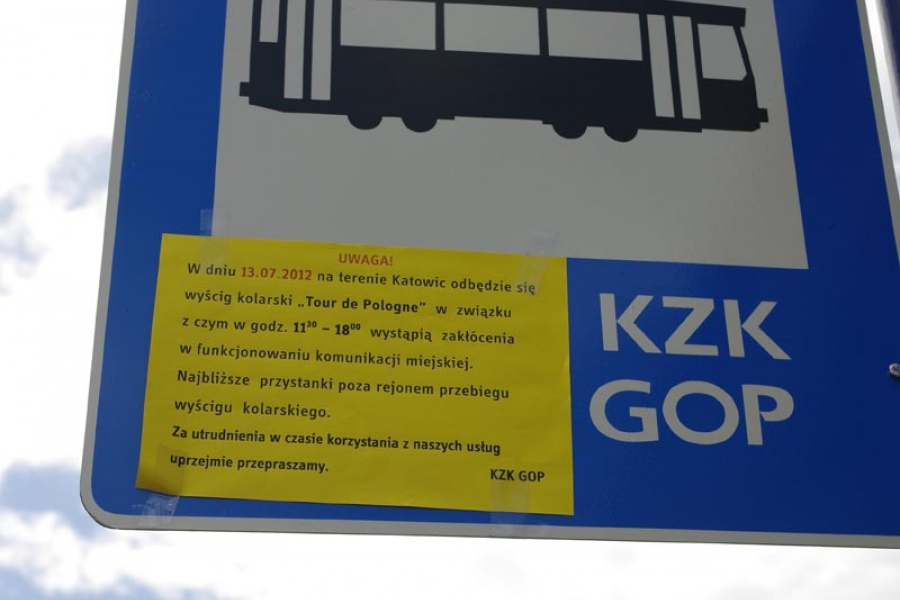 UWAGA!
W dniu 13.07.2012 na terenie Katowic odbędzie się
wyścig kolarski „Tour de Pologne" w związku
z czym w godz. 11³⁰ – 18⁰⁰ wystąpią zakłócenia
w funkcjonowaniu komunikacji miejskiej.
Najbliższe przystanki poza rejonem przebiegu
wyścigu kolarskiego.
Za utrudnienia w czasie korzystania z naszych usług
uprzejmie przepraszamy.
KZK GOP
KZK
GOP